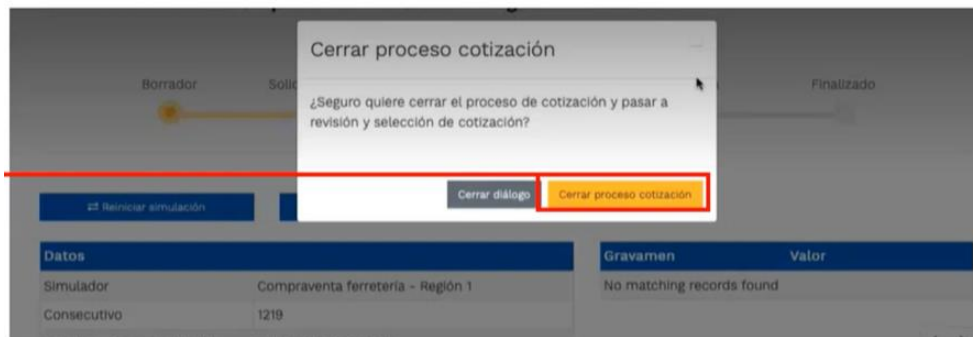 Cerrar proceso cotización
Borrador
Finalizado
¿Seguro quiere cerrar el proceso de cotización y pasar a
revisión y selección de cotización?
Cerrar diálogo
Cerrar proceso cotización
Reiniciar simulación
Datos
Gravamen Valor
Simulador Compraventa ferretería - Región 1
No matching records found
Consecutivo 1219